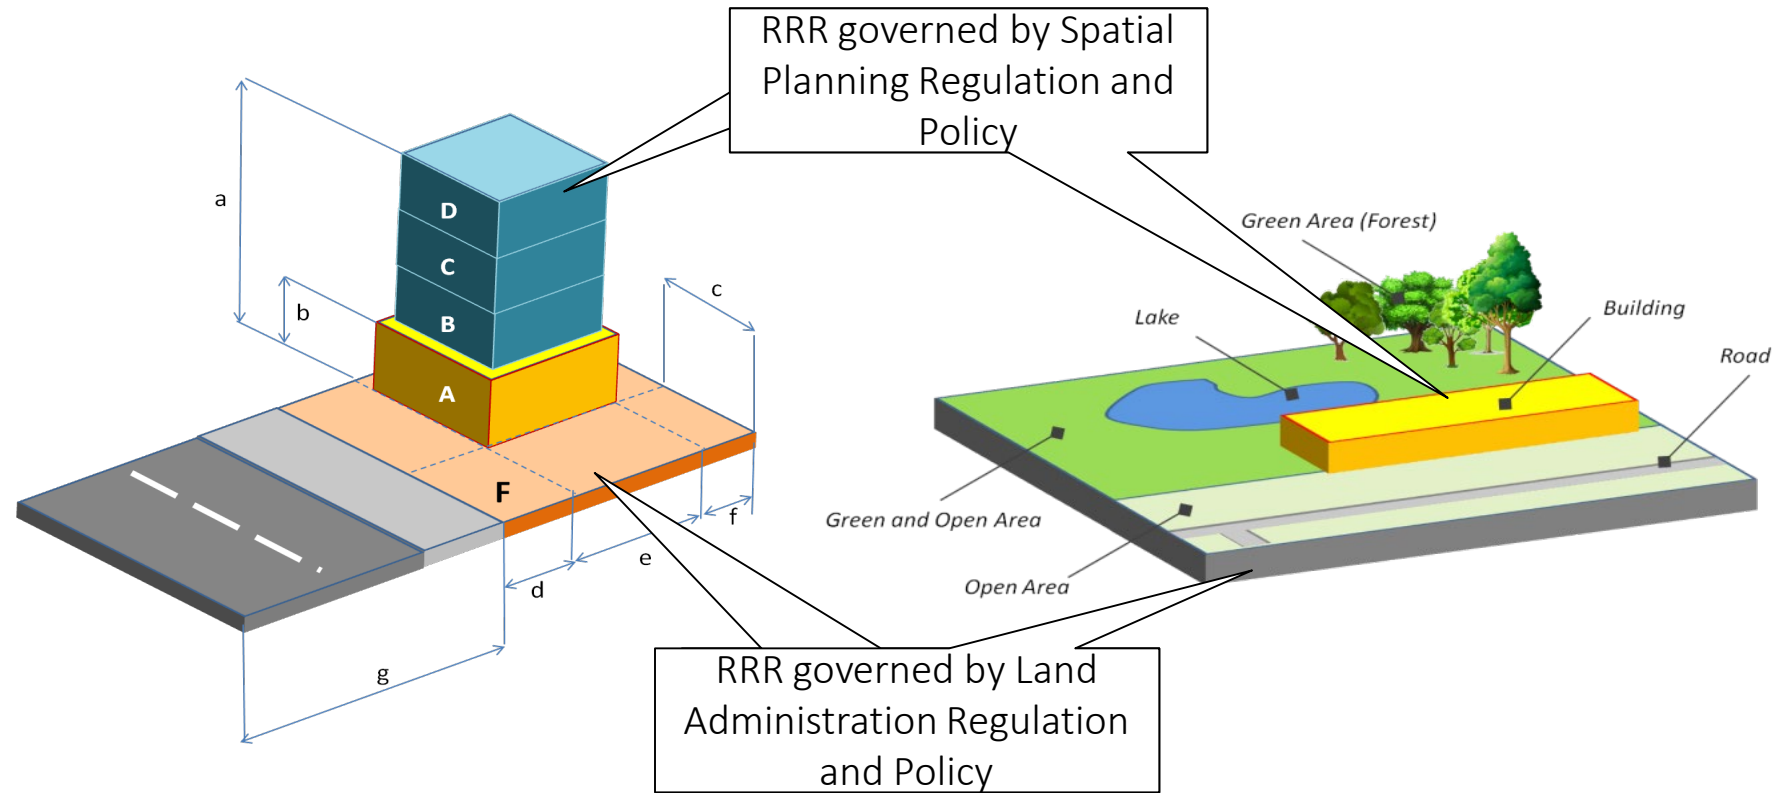 RRR governed by Spatial
Planning Regulation and
Policy
a
b
c
D
C
B
A
F
d
e
f
g
Green Area (Forest)
Lake
Building
Road
Green and Open Area
Open Area
RRR governed by Land
Administration Regulation
and Policy